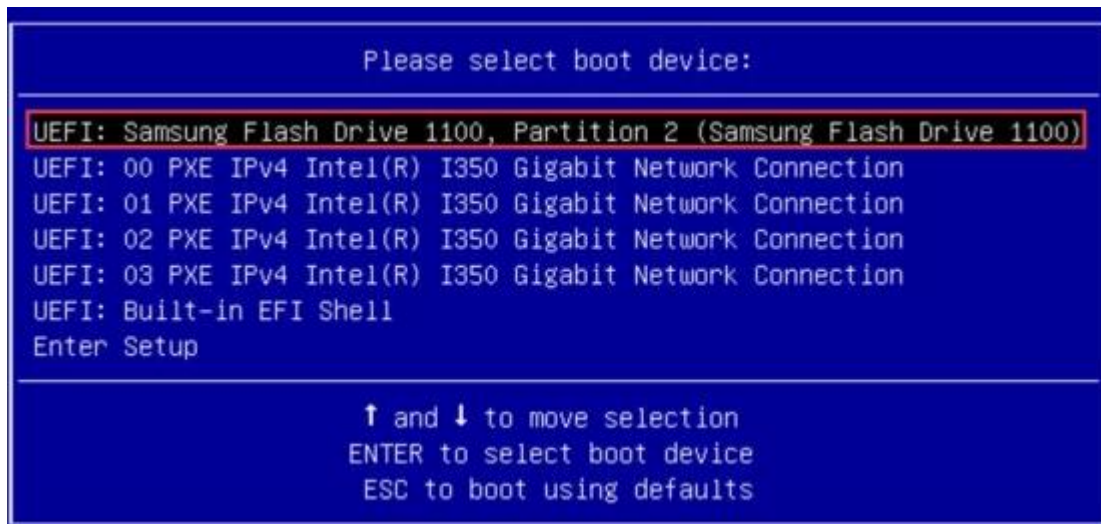 Please select boot device:
UEFI: Samsung Flash Drive 1100, Partition 2 (Samsung Flash Drive 1100)
UEFI: 00 PXE IPv4 Intel(R) I350 Gigabit Network Connection
UEFI: 01 PXE IPv4 Intel(R) I350 Gigabit Network Connection
UEFI: 02 PXE IPv4 Intel(R) I350 Gigabit Network Connection
UEFI: 03 PXE IPv4 Intel(R) I350 Gigabit Network Connection
UEFI: Built-in EFI Shell
Enter Setup
↑ and ↓ to move selection
ENTER to select boot device
ESC to boot using defaults